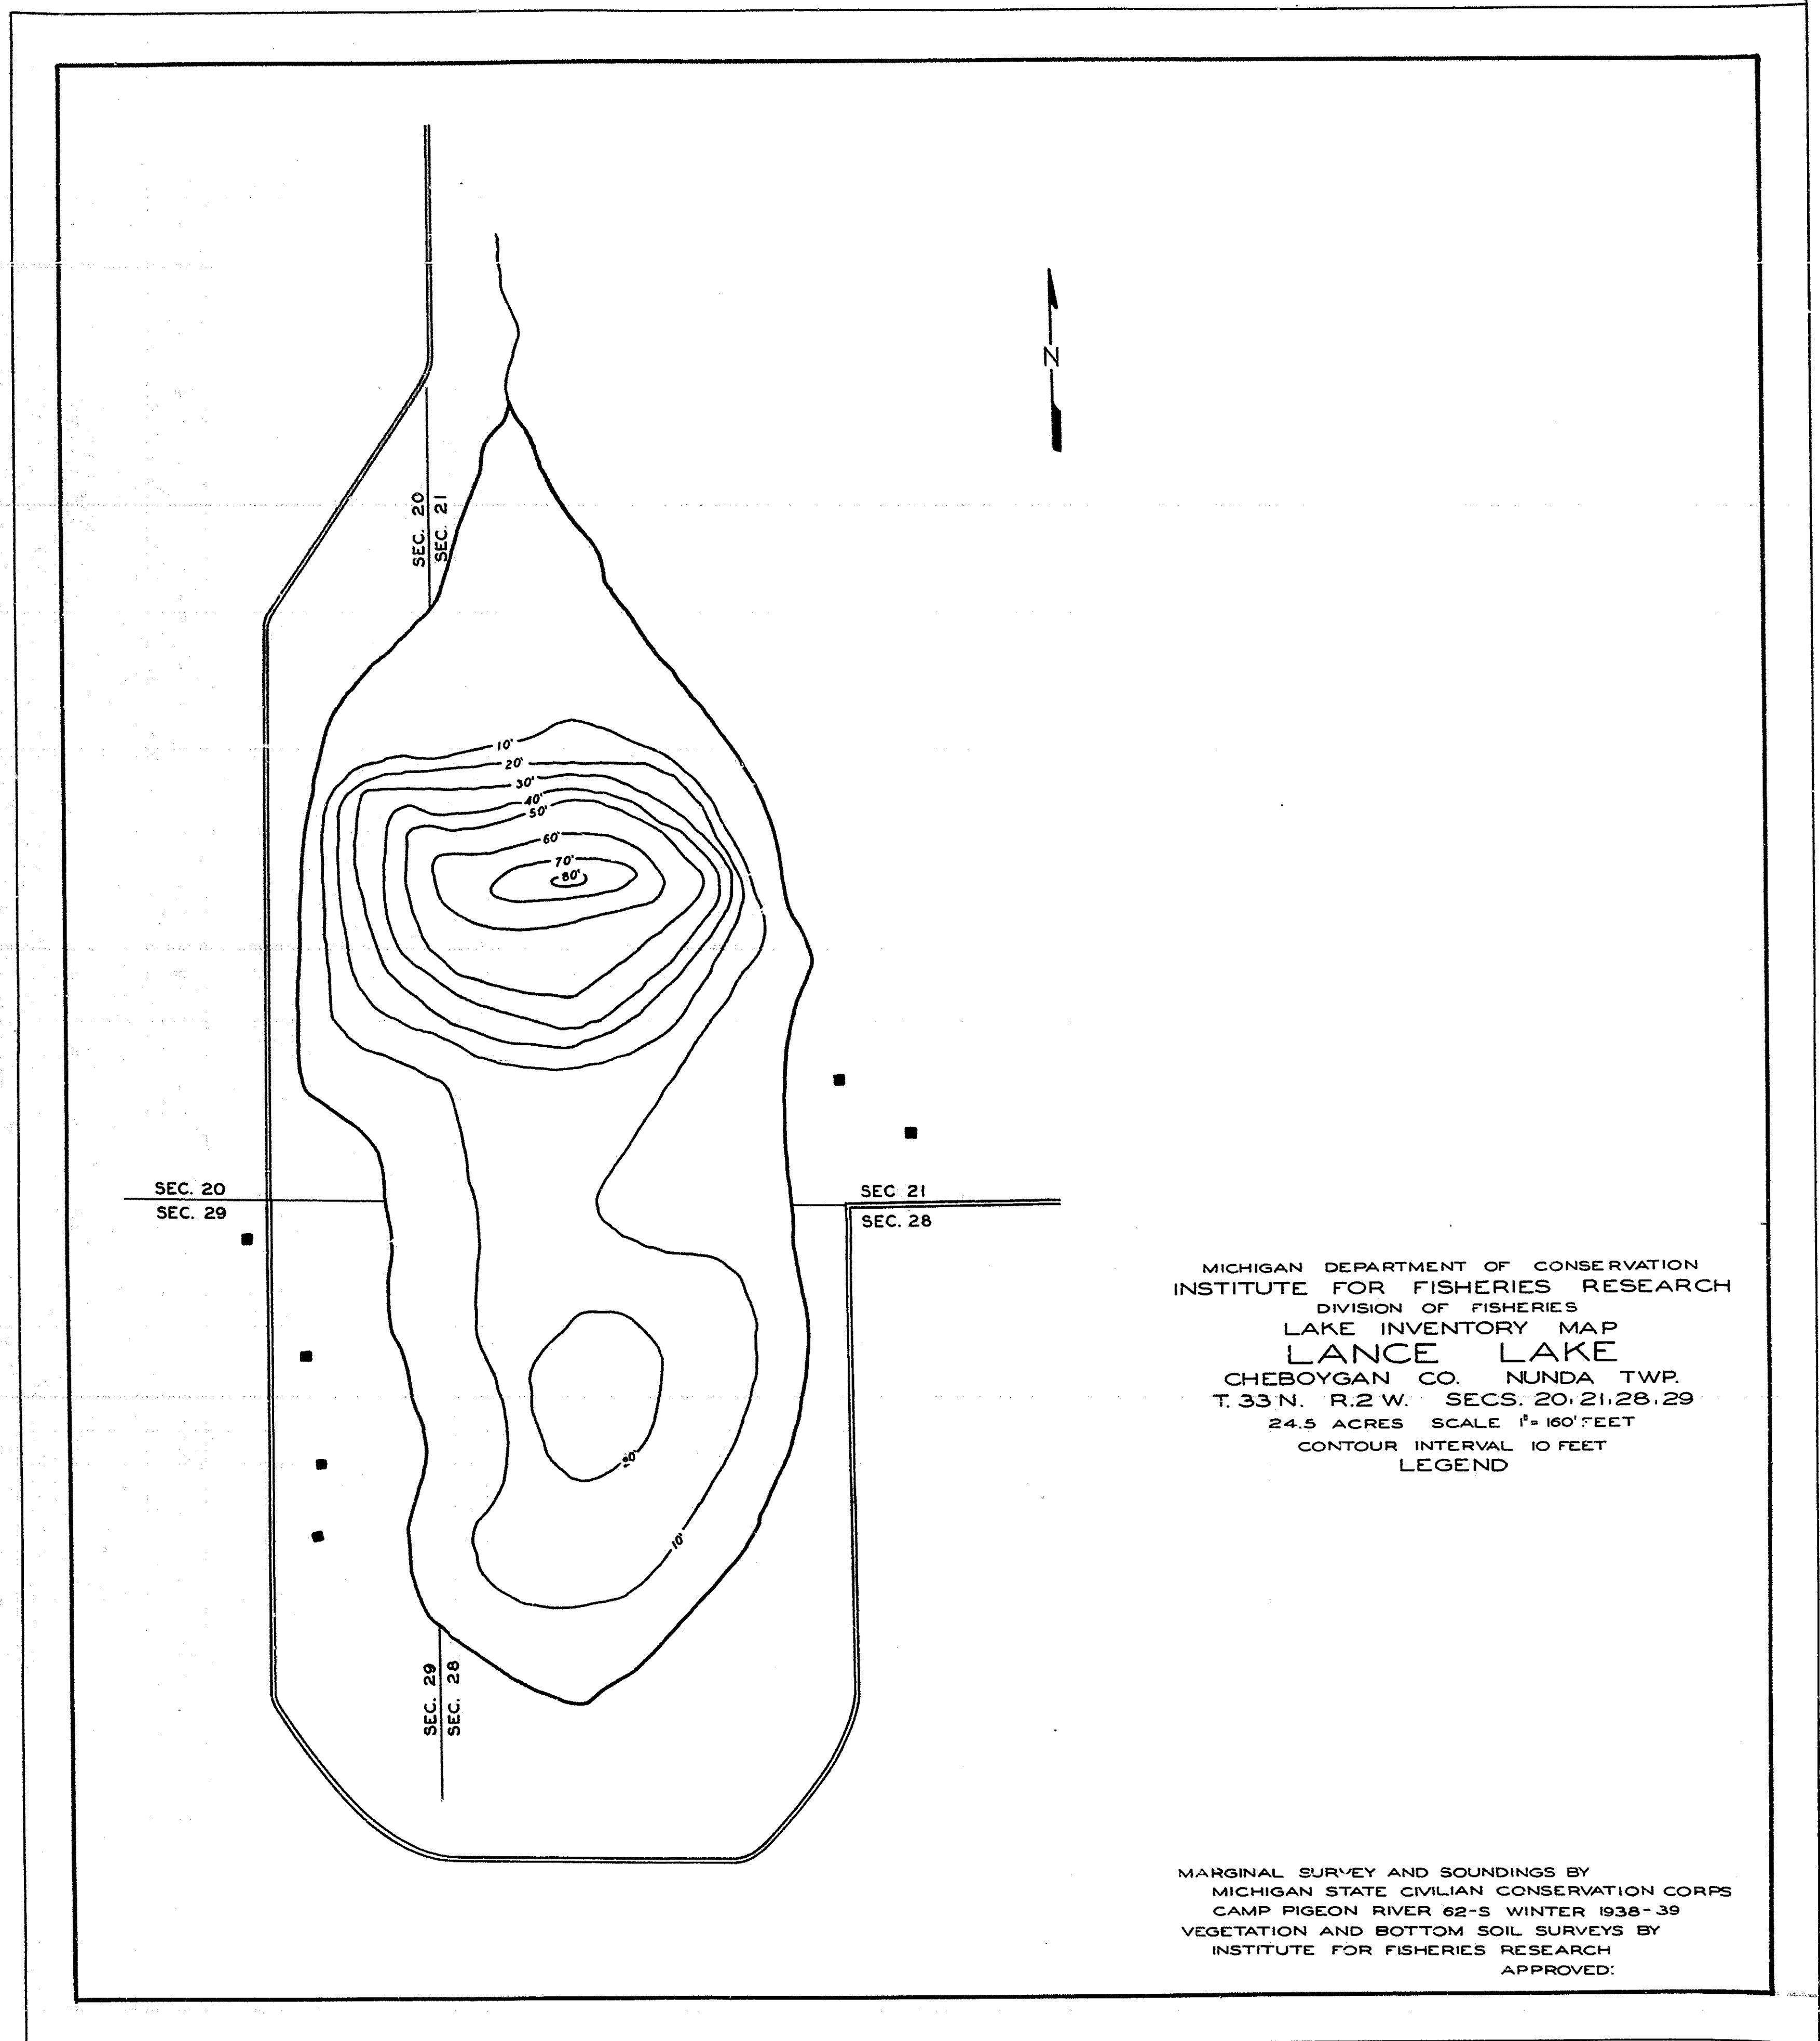 N
SEC. 20
SEC. 21
10'
20'
30'
40'
50'
60'
70'
80'
SEC. 20
SEC. 29
SEC. 21
SEC. 28
20'
10'
SEC. 29
SEC. 28
MICHIGAN DEPARTMENT OF CONSERVATION
INSTITUTE FOR FISHERIES RESEARCH
DIVISION OF FISHERIES
LAKE INVENTORY MAP
LANCE LAKE
CHEBOYGAN CO. NUNDA TWP.
T. 33 N. R. 2 W. SECS. 20, 21, 28, 29
24.5 ACRES SCALE 1"= 160' FEET
CONTOUR INTERVAL 10 FEET
LEGEND
MARGINAL SURVEY AND SOUNDINGS BY
MICHIGAN STATE CIVILIAN CONSERVATION CORPS
CAMP PIGEON RIVER 62-S WINTER 1938-39
VEGETATION AND BOTTOM SOIL SURVEYS BY
INSTITUTE FOR FISHERIES RESEARCH
APPROVED: